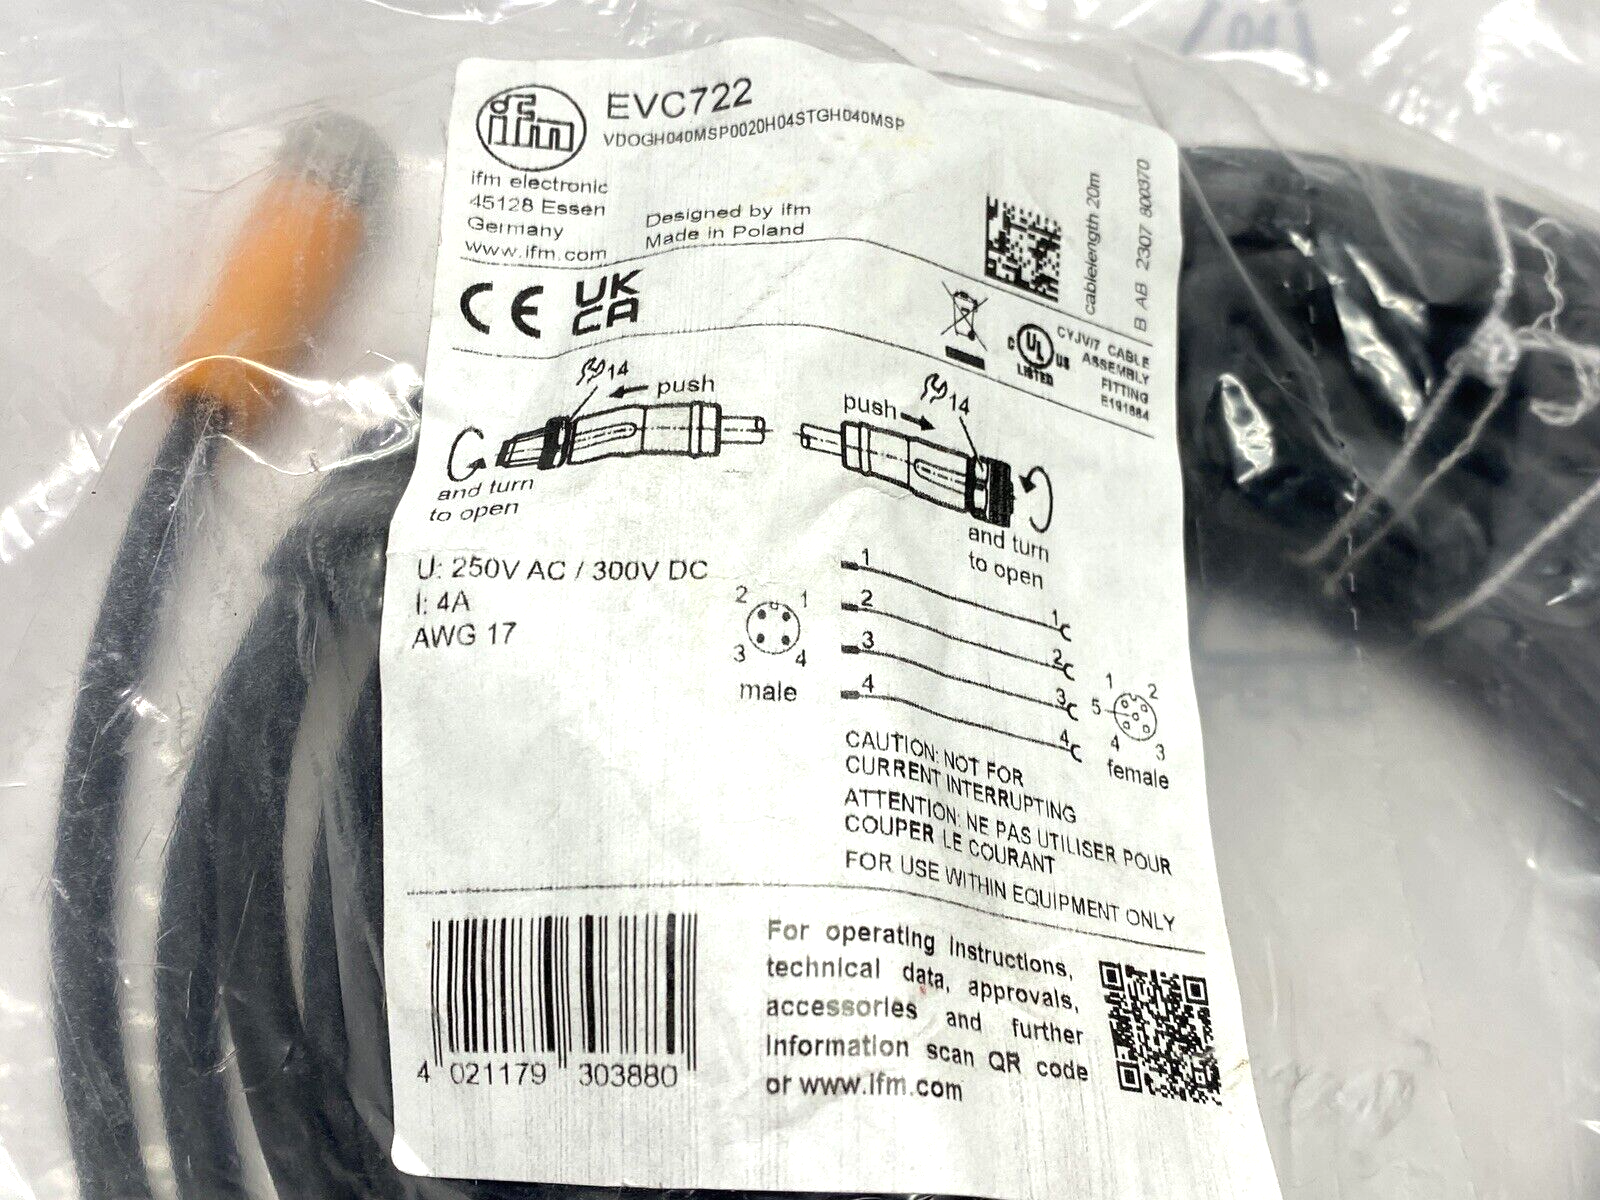 ifm
EVC722
VDOGH040MSP0020H04STGH040MSP
ifm electronic
45128 Essen
Germany
www.ifm.com
Designed by ifm
Made in Poland
cablelength 20m
B AB 2307 800370
CE
UK
CA
C UL US
LISTED
CYJV/7 CABLE
ASSEMBLY
FITTING
E191684
14
push
and turn
to open
push
14
and turn
to open
U: 250V AC / 300V DC
I: 4A
AWG 17
2 1
3 4
male
1 1
2 2
3 3
4 4
1 2
5
4 3
female
CAUTION: NOT FOR
CURRENT INTERRUPTING
ATTENTION: NE PAS UTILISER POUR
COUPER LE COURANT
FOR USE WITHIN EQUIPMENT ONLY
4 021179 303880
For operating instructions,
technical data, approvals,
accessories and further
information scan QR code
or www.ifm.com